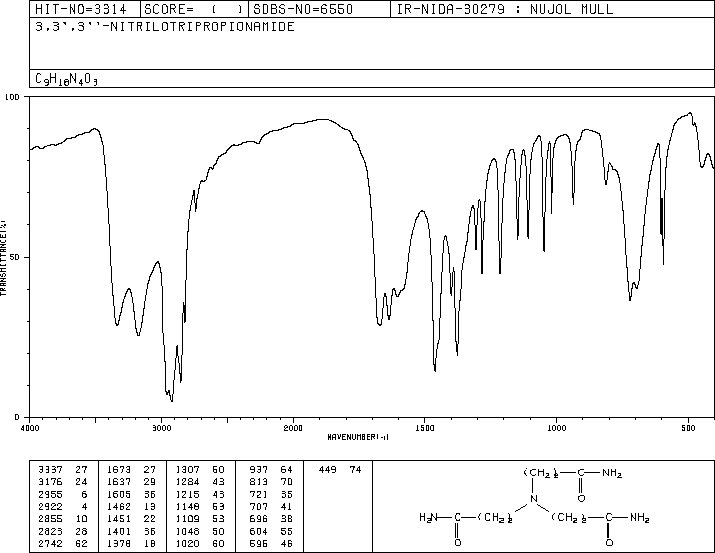 HIT-NO=3314 SCORE= ( ) SDBS-NO=6550 IR-NIDA-30279 : NUJOL MULL
3,3',3''-NITRILOTRIPROPIONAMIDE
C9H18N4O3
100
50
0
TRANSMITTANCE(%)
4000 3000 2000 1500 1000 500
WAVENUMBER(-1)
3337 27 1673 27 1307 50 937 64 449 74
3176 24 1637 29 1284 43 813 70
2955 6 1605 36 1215 43 721 35
2922 4 1462 13 1148 53 707 41
2855 10 1451 22 1109 53 696 38
2823 28 1401 36 1048 50 604 55
2742 62 1378 18 1020 60 596 46
(CH2)2 C NH2
O
N
H2N C (CH2)2 (CH2)2 C NH2
O O